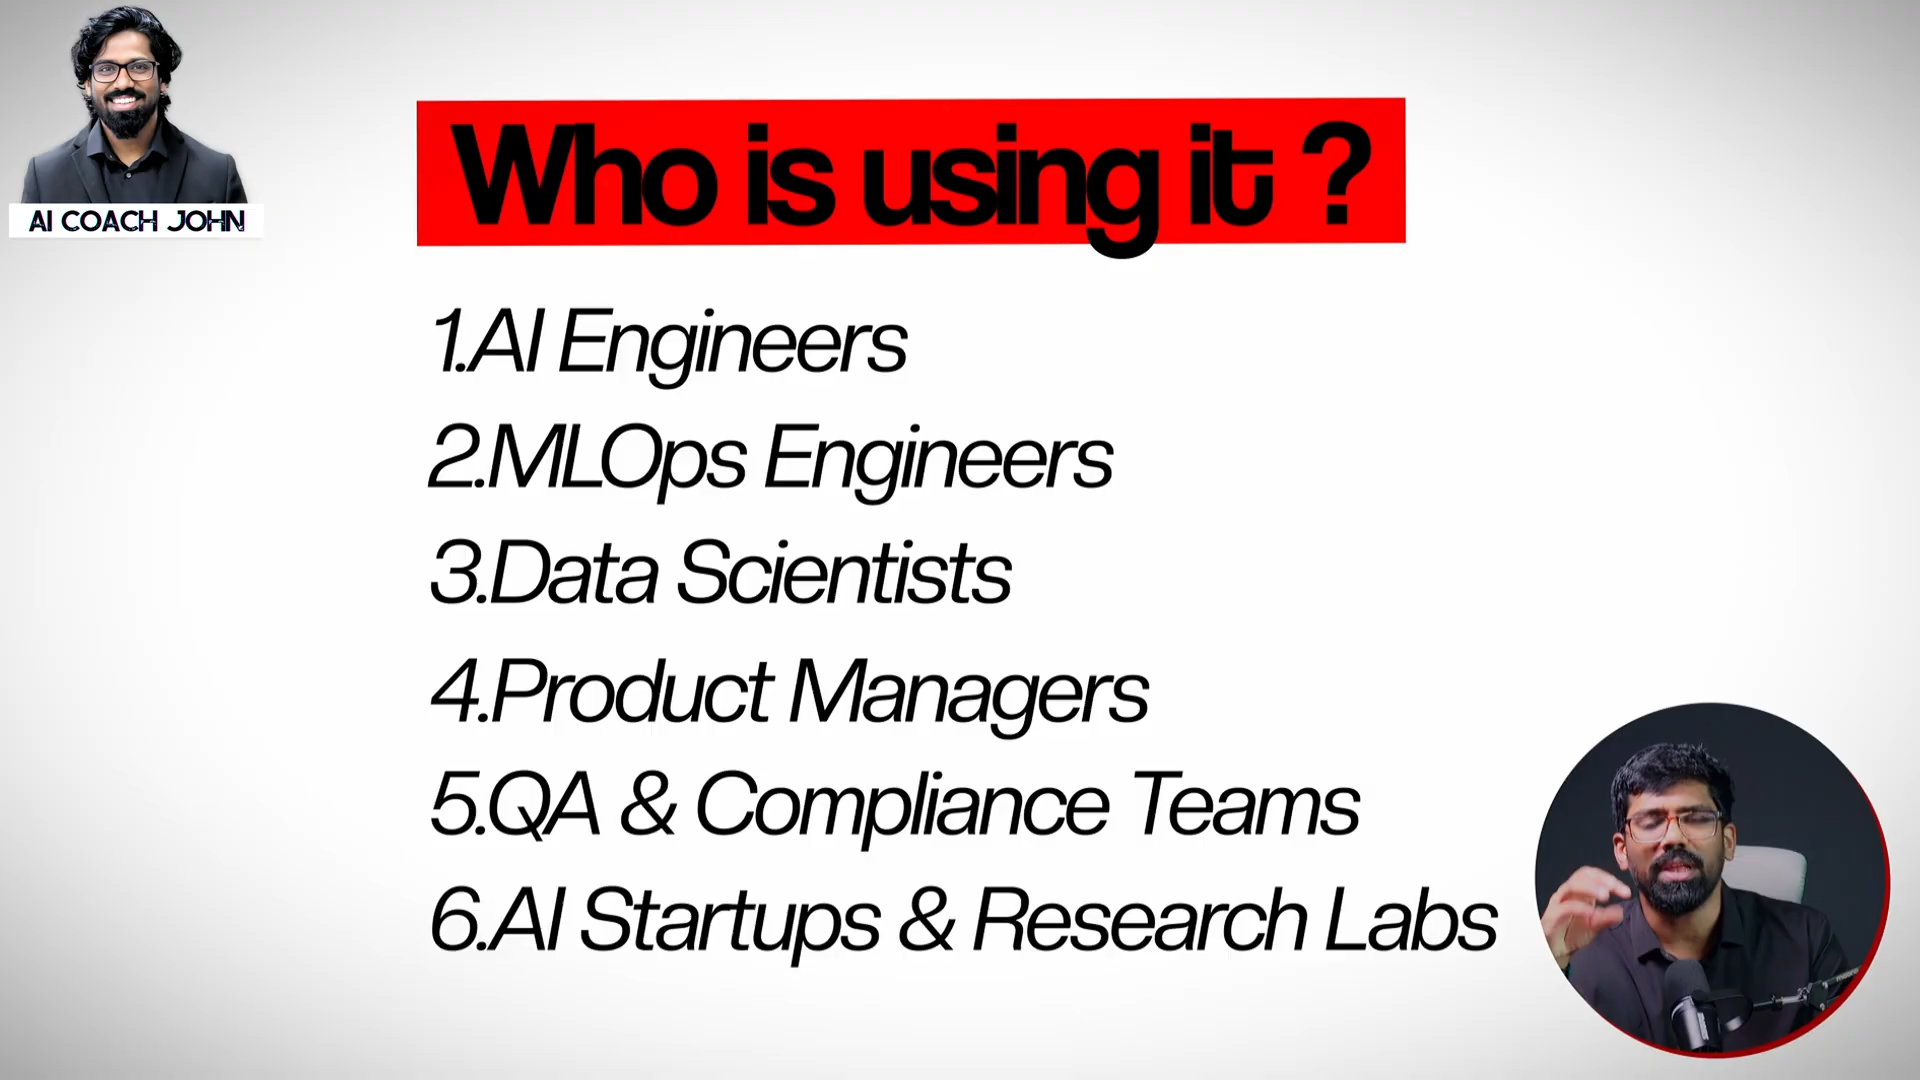 AI COACH JOHN
Who is using it ?
1.AI Engineers
2.MLOps Engineers
3.Data Scientists
4.Product Managers
5.QA & Compliance Teams
6.AI Startups & Research Labs